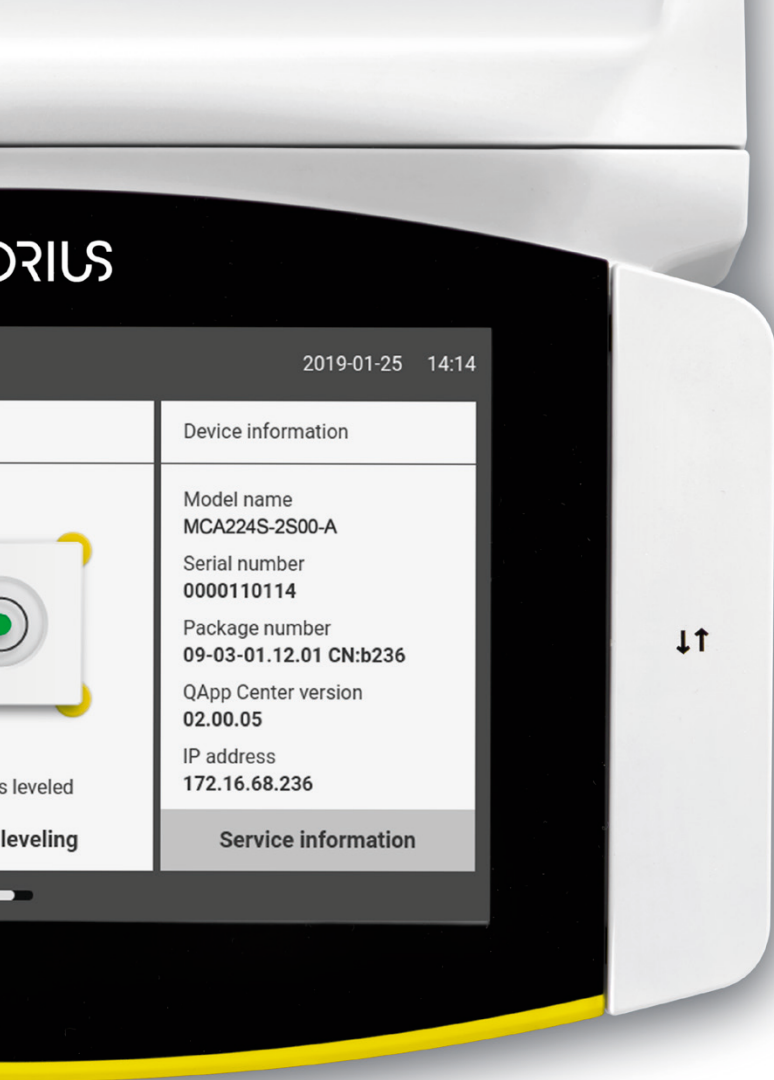 ORIUS
2019-01-25 14:14
Device information
Model name
MCA224S-2S00-A
Serial number
0000110114
Package number
09-03-01.12.01 CN:b236
QApp Center version
02.00.05
IP address
172.16.68.236
s leveled
leveling
Service information
↓↑